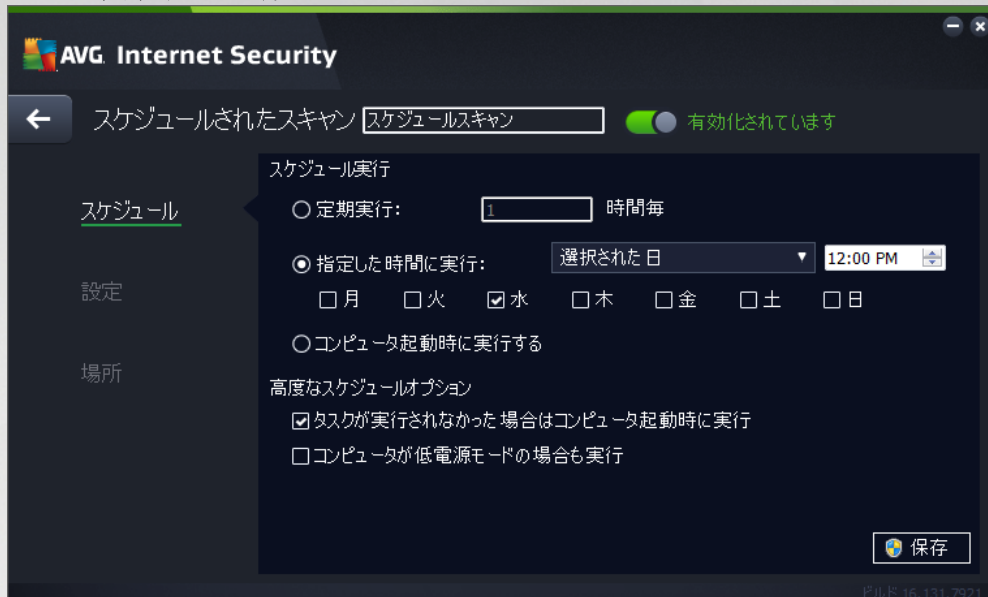 AVG Internet Security
スケジュールされたスキャン スケジュールスキャン 有効化されています
スケジュール実行
スケジュール
定期実行: 1 時間毎
指定した時間に実行: 選択された日 12:00 PM
設定
月 火 水 木 金 土 日
コンピュータ起動時に実行する
場所
高度なスケジュールオプション
タスクが実行されなかった場合はコンピュータ起動時に実行
コンピュータが低電源モードの場合も実行
保存
ビルド 16.131.7921